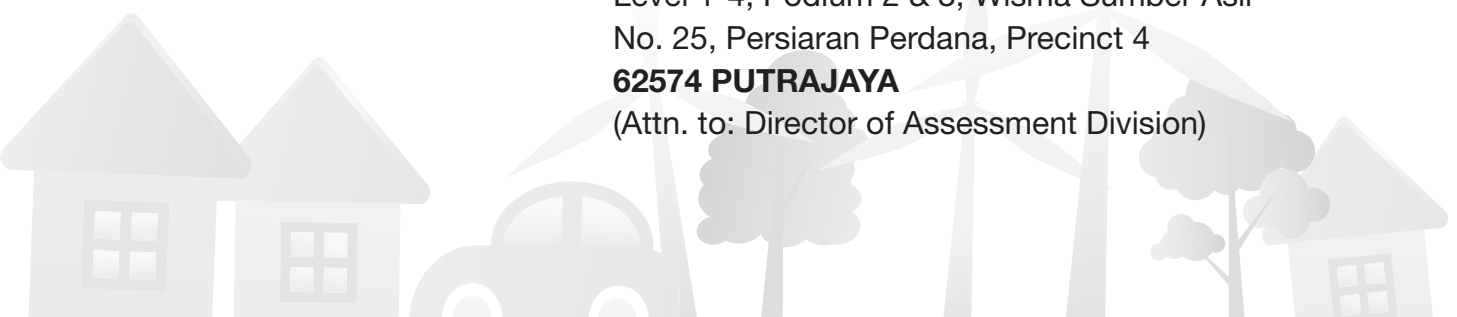 Level 1-4, Podium 2 & 3, Wisma Sumber Asli
No. 25, Persiaran Perdana, Precinct 4
62574 PUTRAJAYA
(Attn. to: Director of Assessment Division)